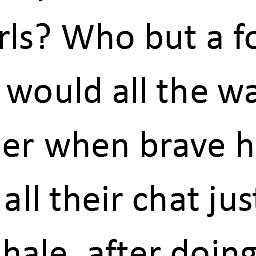 rls? Who but a fo
would all the wa
er when brave h
all their chat just
hale, after doing